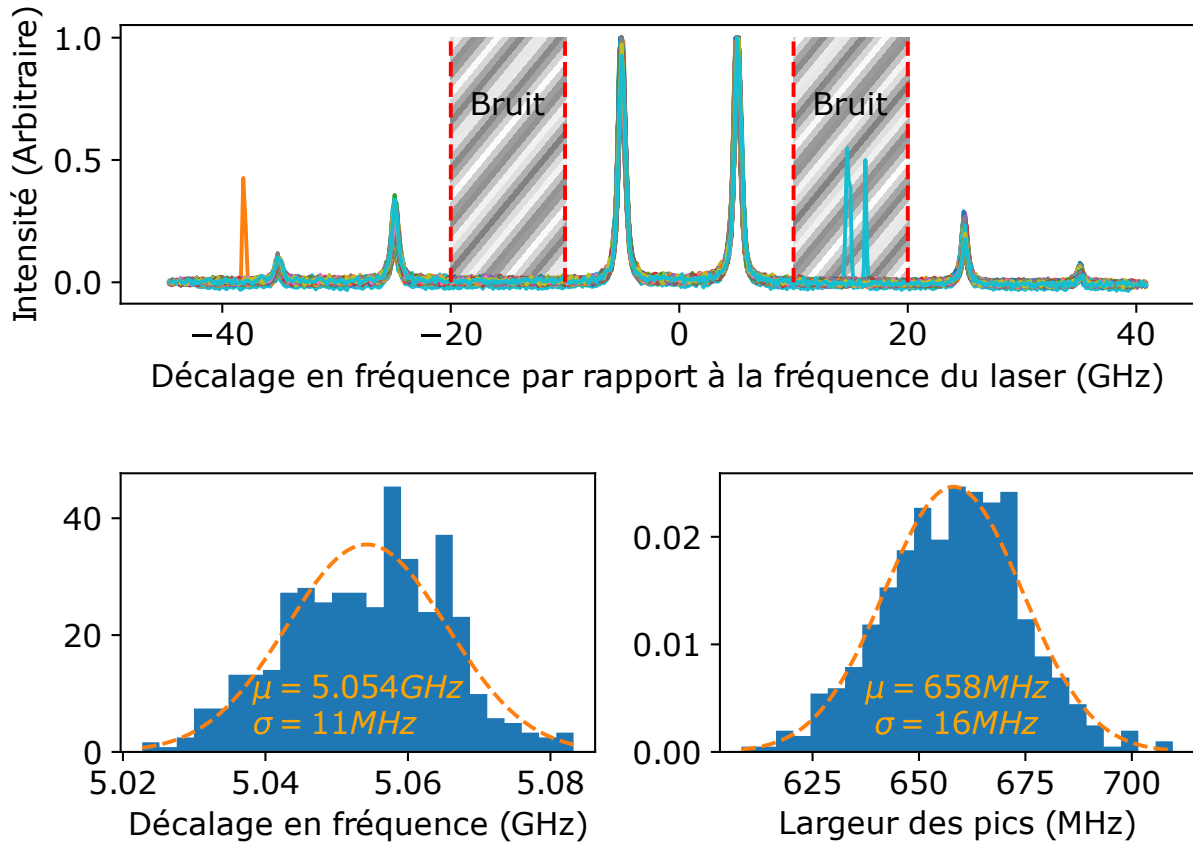 Intensité (Arbitraire)
1.0
0.5
0.0
Bruit
Bruit
−40
−20
0
20
40
Décalage en fréquence par rapport à la fréquence du laser (GHz)
40
20
0
μ = 5.054GHz
σ = 11MHz
5.02
5.04
5.06
5.08
Décalage en fréquence (GHz)
0.02
0.01
0.00
μ = 658MHz
σ = 16MHz
625
650
675
700
Largeur des pics (MHz)